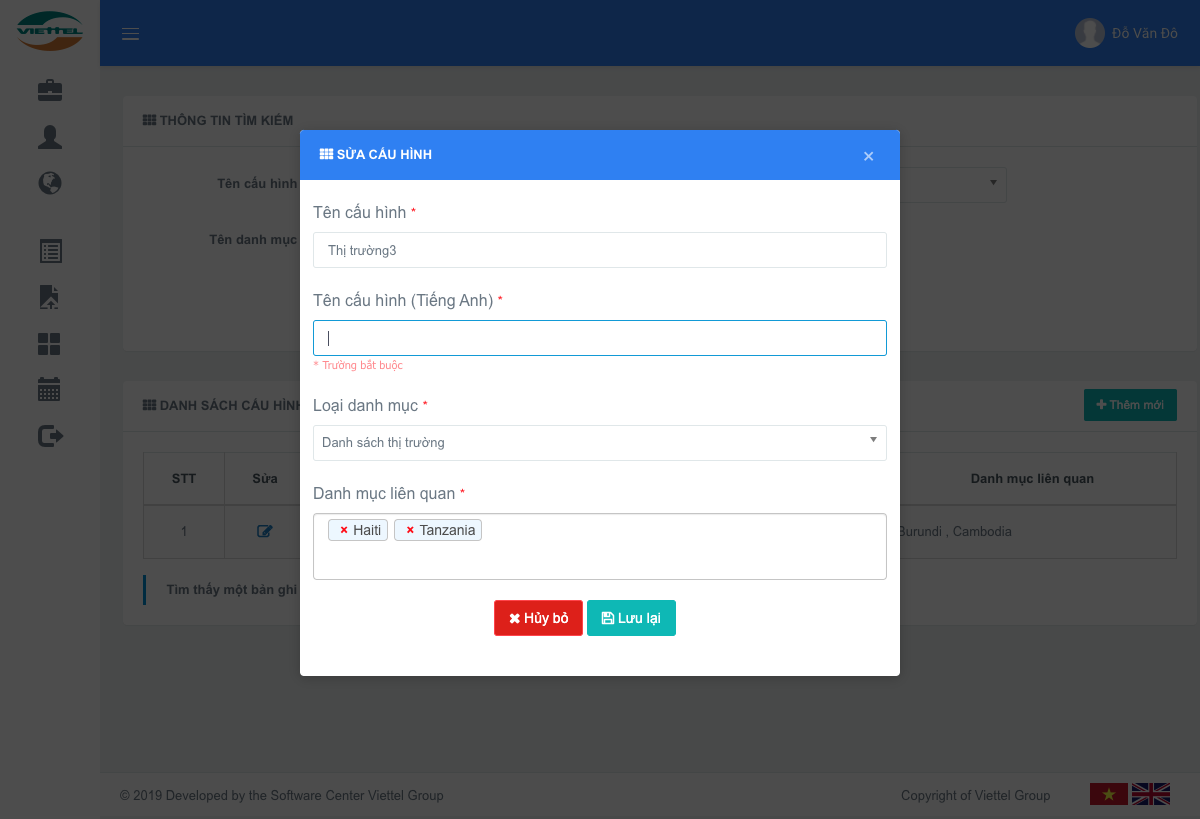 VIETTEL
Đỗ Văn Đô
THÔNG TIN TÌM KIẾM
Tên cấu hình
Tên danh mục
SỬA CẤU HÌNH ×
Tên cấu hình *
Thị trường3
Tên cấu hình (Tiếng Anh) *
* Trường bắt buộc
Loại danh mục *
Danh sách thị trường
Danh mục liên quan *
× Haiti × Tanzania
Hủy bỏ Lưu lại
DANH SÁCH CẤU HÌNH
Thêm mới
STT Sửa Danh mục liên quan
1 Burundi , Cambodia
Tìm thấy một bản ghi
© 2019 Developed by the Software Center Viettel Group Copyright of Viettel Group